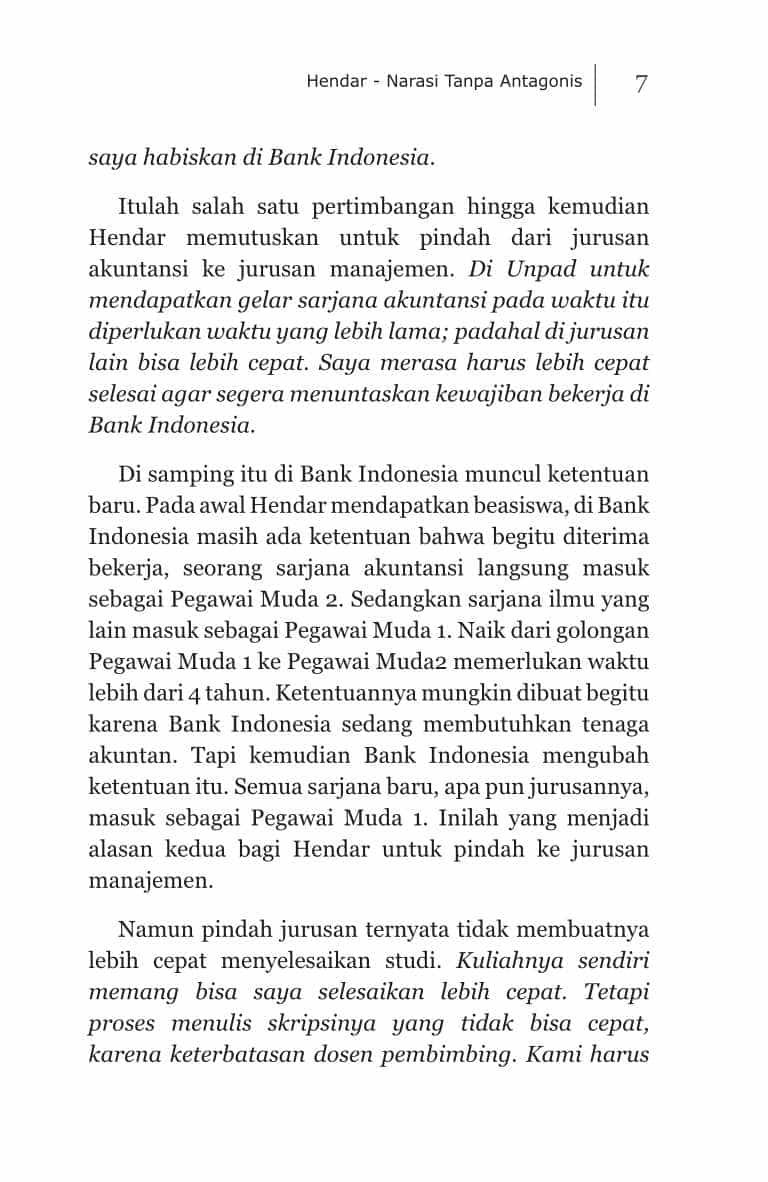 Hendar - Narasi Tanpa Antagonis 7
saya habiskan di Bank Indonesia.
Itulah salah satu pertimbangan hingga kemudian
Hendar memutuskan untuk pindah dari jurusan
akuntansi ke jurusan manajemen. Di Unpad untuk
mendapatkan gelar sarjana akuntansi pada waktu itu
diperlukan waktu yang lebih lama; padahal di jurusan
lain bisa lebih cepat. Saya merasa harus lebih cepat
selesai agar segera menuntaskan kewajiban bekerja di
Bank Indonesia.
Di samping itu di Bank Indonesia muncul ketentuan
baru. Pada awal Hendar mendapatkan beasiswa, di Bank
Indonesia masih ada ketentuan bahwa begitu diterima
bekerja, seorang sarjana akuntansi langsung masuk
sebagai Pegawai Muda 2. Sedangkan sarjana ilmu yang
lain masuk sebagai Pegawai Muda 1. Naik dari golongan
Pegawai Muda 1 ke Pegawai Muda2 memerlukan waktu
lebih dari 4 tahun. Ketentuannya mungkin dibuat begitu
karena Bank Indonesia sedang membutuhkan tenaga
akuntan. Tapi kemudian Bank Indonesia mengubah
ketentuan itu. Semua sarjana baru, apa pun jurusannya,
masuk sebagai Pegawai Muda 1. Inilah yang menjadi
alasan kedua bagi Hendar untuk pindah ke jurusan
manajemen.
Namun pindah jurusan ternyata tidak membuatnya
lebih cepat menyelesaikan studi. Kuliahnya sendiri
memang bisa saya selesaikan lebih cepat. Tetapi
proses menulis skripsinya yang tidak bisa cepat,
karena keterbatasan dosen pembimbing. Kami harus